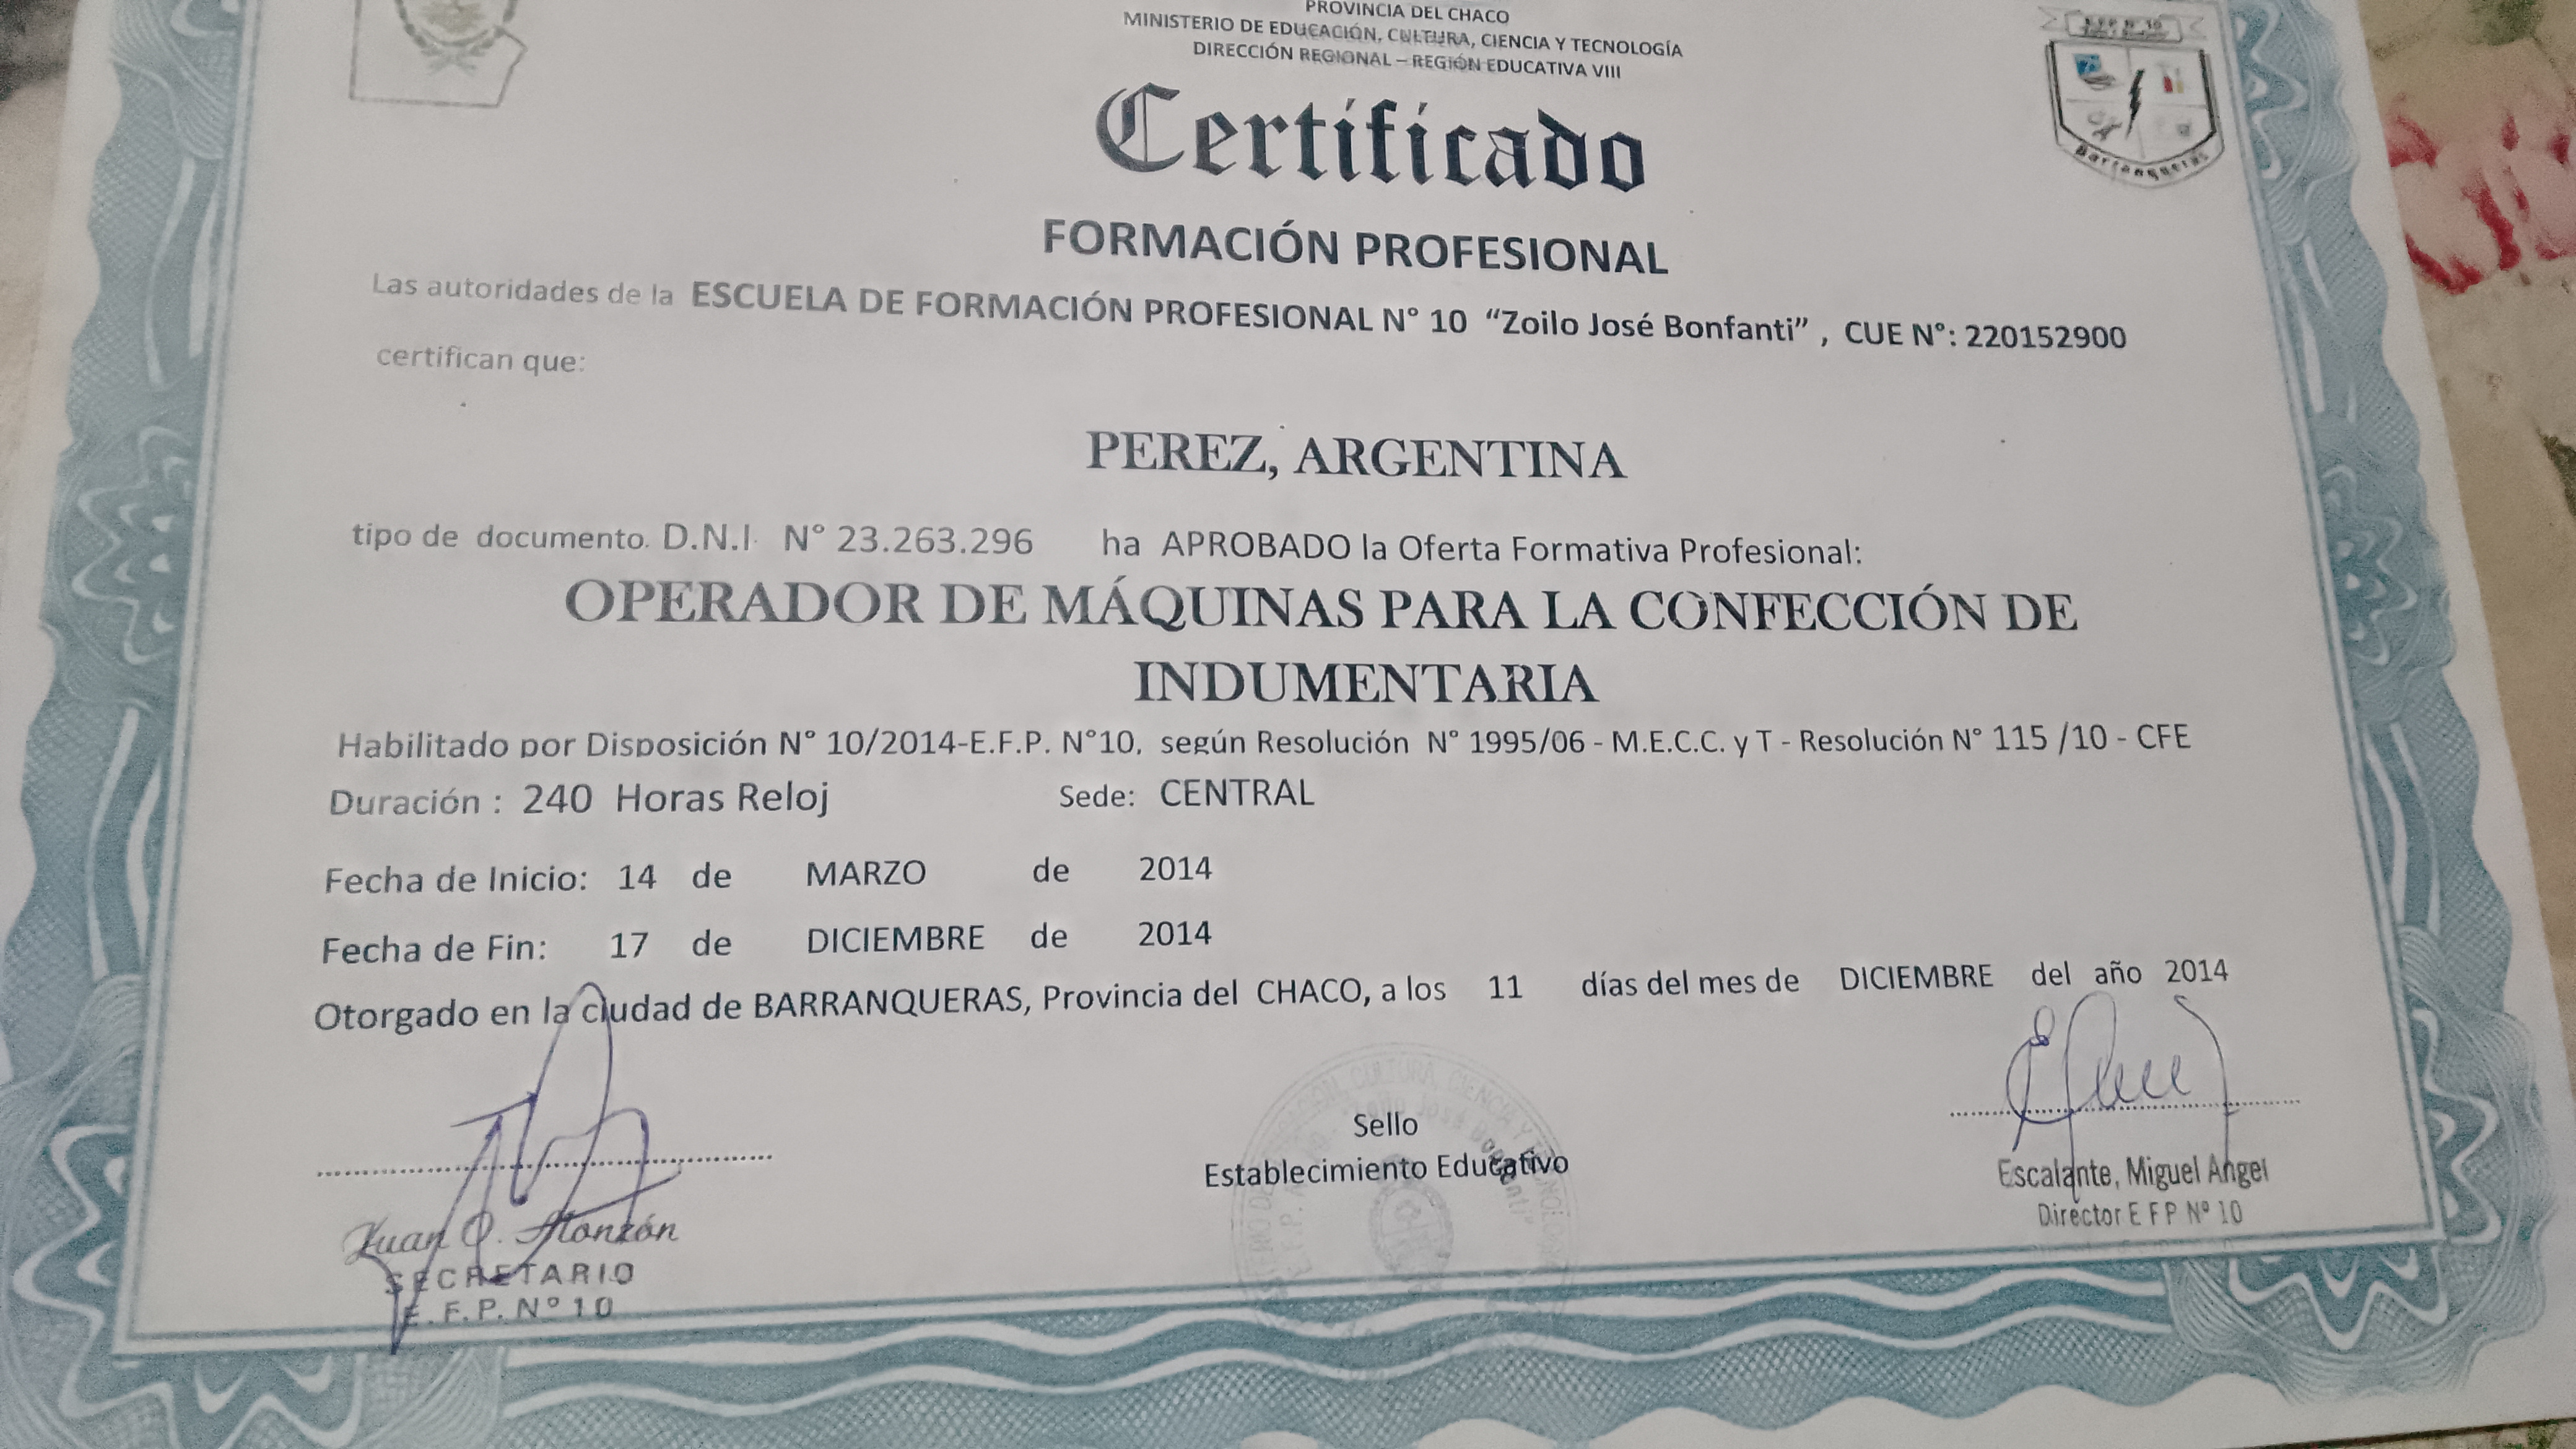 PROVINCIA DEL CHACO
MINISTERIO DE EDUCACIÓN, CULTURA, CIENCIA Y TECNOLOGÍA
DIRECCIÓN REGIONAL – REGIÓN EDUCATIVA VIII
E.F.P. N° 10
Barranqueras
Certificado
FORMACIÓN PROFESIONAL
Las autoridades de la ESCUELA DE FORMACIÓN PROFESIONAL N° 10 “Zoilo José Bonfanti” , CUE N°: 220152900
certifican que:
PEREZ, ARGENTINA
tipo de documento. D.N.I. N° 23.263.296 ha APROBADO la Oferta Formativa Profesional:
OPERADOR DE MÁQUINAS PARA LA CONFECCIÓN DE
INDUMENTARIA
Habilitado por Disposición N° 10/2014-E.F.P. N°10, según Resolución N° 1995/06 - M.E.C.C. y T - Resolución N° 115 /10 - CFE
Duración : 240 Horas Reloj Sede: CENTRAL
Fecha de Inicio: 14 de MARZO de 2014
Fecha de Fin: 17 de DICIEMBRE de 2014
Otorgado en la ciudad de BARRANQUERAS, Provincia del CHACO, a los 11 días del mes de DICIEMBRE del año 2014
Sello
Establecimiento Educativo
Juan O. Monzón
SECRETARIO
E.F.P. Nº 10
Escalante, Miguel Angel
Director E F P Nº 10